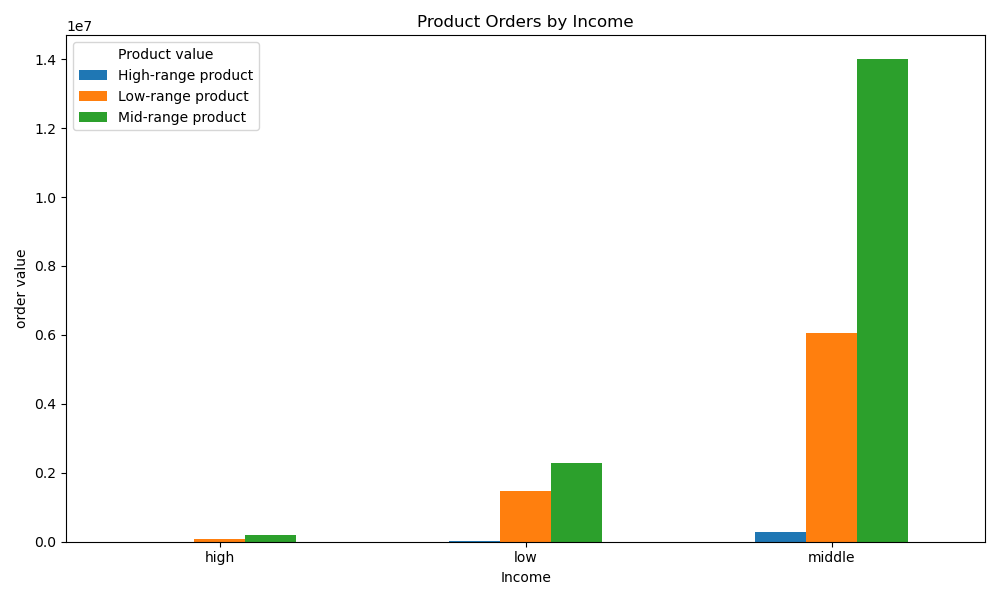 Product Orders by Income
1e7
Product value
High-range product
Low-range product
Mid-range product
1.4
1.2
1.0
0.8
0.6
0.4
0.2
0.0
order value
high
low
middle
Income